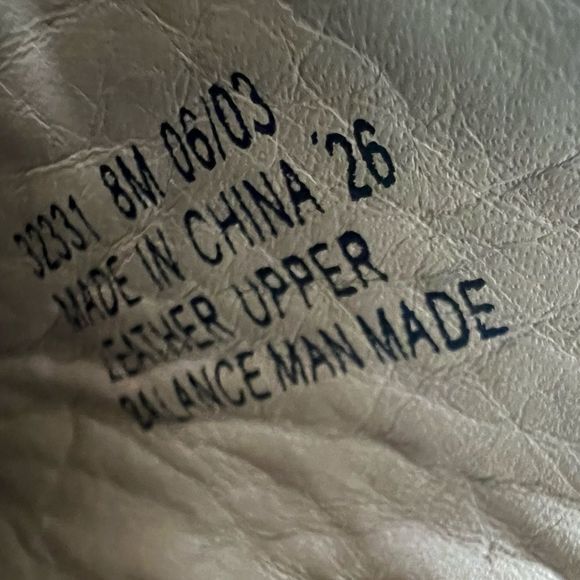 32331 8M 06/03
MADE IN CHINA '26
LEATHER UPPER
BALANCE MAN MADE